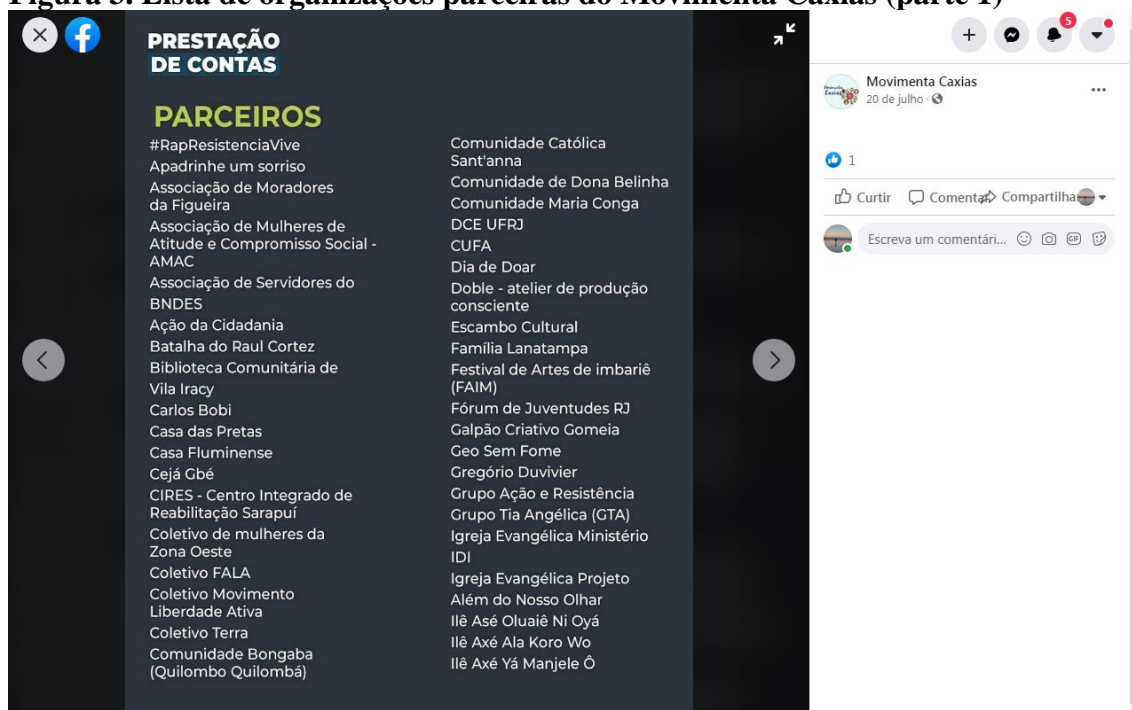 Figura 5. Lista de organizações parceiras do Movimenta Caxias (parte 1)
PRESTAÇÃO
DE CONTAS
PARCEIROS
#RapResistenciaVive
Apadrinhe um sorriso
Associação de Moradores
da Figueira
Associação de Mulheres de
Atitude e Compromisso Social -
AMAC
Associação de Servidores do
BNDES
Ação da Cidadania
Batalha do Raul Cortez
Biblioteca Comunitária de
Vila Iracy
Carlos Bobi
Casa das Pretas
Casa Fluminense
Cejá Gbé
CIRES - Centro Integrado de
Reabilitação Sarapuí
Coletivo de mulheres da
Zona Oeste
Coletivo FALA
Coletivo Movimento
Liberdade Ativa
Coletivo Terra
Comunidade Bongaba
(Quilombo Quilombá)
Comunidade Católica
Sant'anna
Comunidade de Dona Belinha
Comunidade Maria Conga
DCE UFRJ
CUFA
Dia de Doar
Doble - atelier de produção
consciente
Escambo Cultural
Família Lanatampa
Festival de Artes de imbariê
(FAIM)
Fórum de Juventudes RJ
Galpão Criativo Gomeia
Geo Sem Fome
Gregório Duvivier
Grupo Ação e Resistência
Grupo Tia Angélica (GTA)
Igreja Evangélica Ministério
IDI
Igreja Evangélica Projeto
Além do Nosso Olhar
Ilê Asé Oluaiê Ni Oyá
Ilê Axé Ala Koro Wo
Ilê Axé Yá Manjele Ô
5
Movimenta Caxias
20 de julho
1
Curtir Comentar Compartilha
Escreva um comentári... GIF